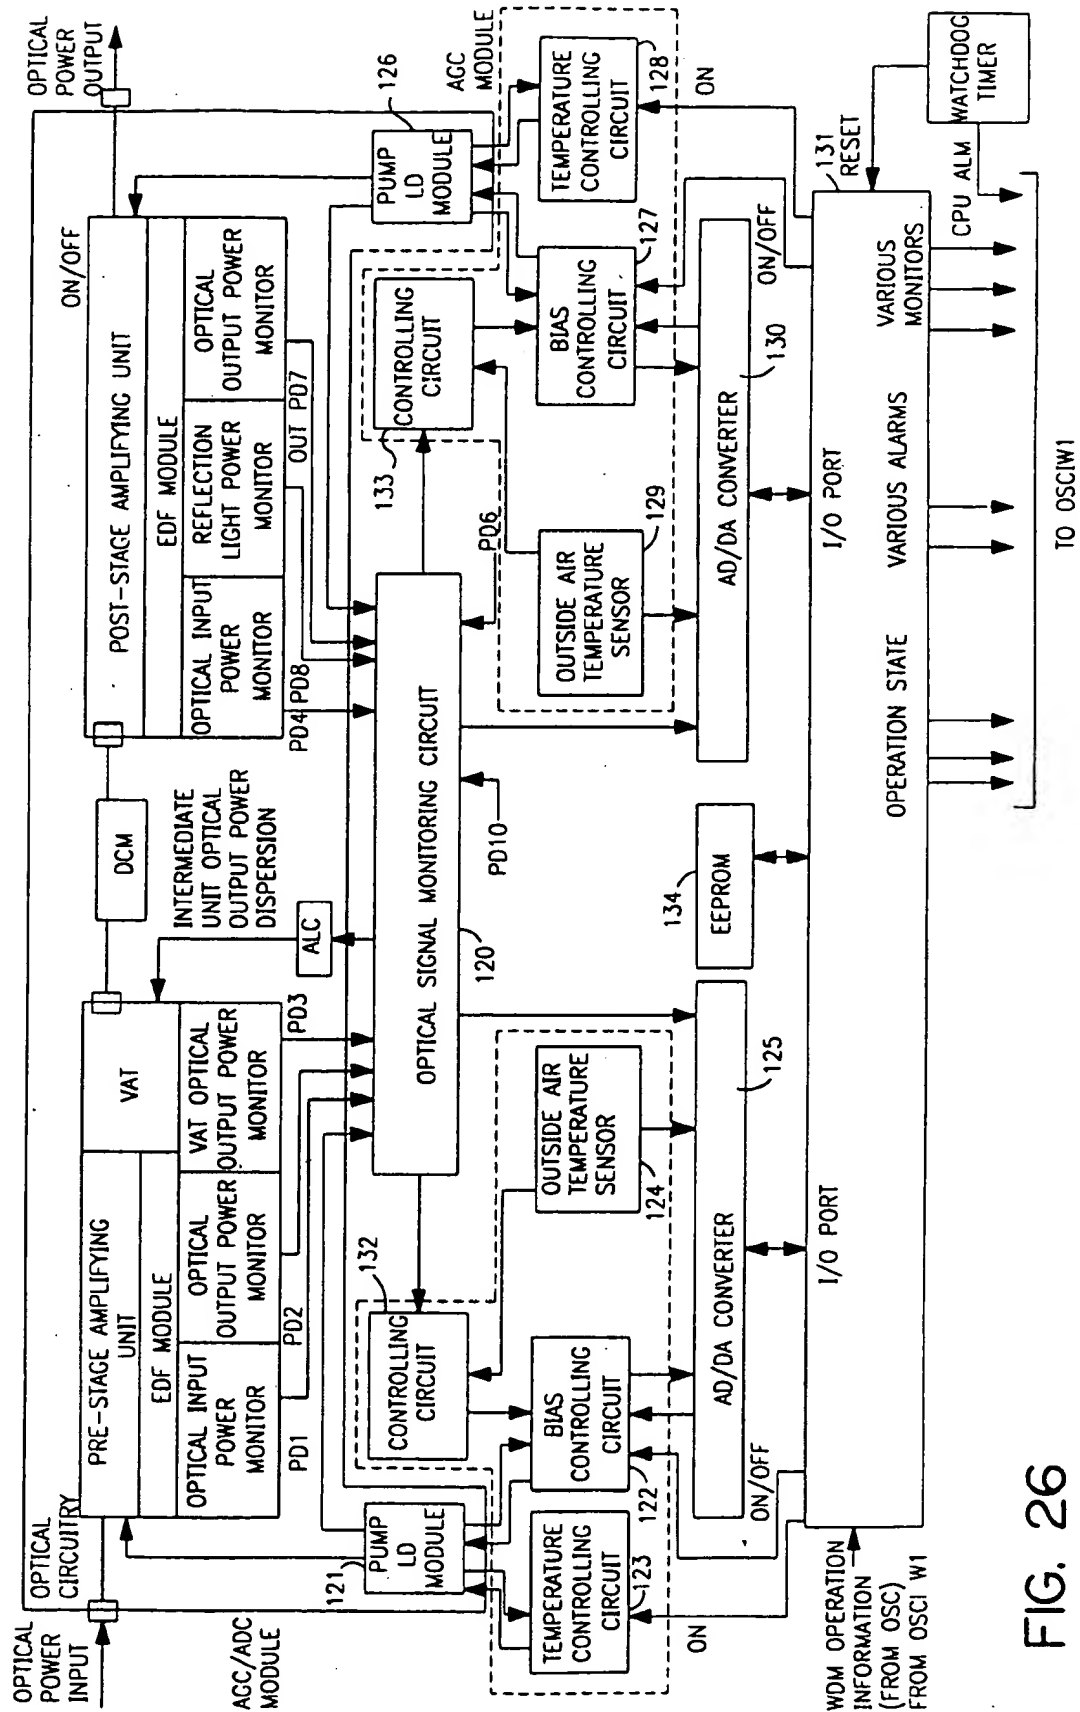 OPTICAL
POWER
INPUT
OPTICAL
CIRCUITRY
PRE-STAGE AMPLIFYING
UNIT
VAT
EDF MODULE
OPTICAL INPUT
POWER
MONITOR
OPTICAL
OUTPUT POWER
MONITOR
VAT OPTICAL
OUTPUT POWER
MONITOR
DCM
INTERMEDIATE
UNIT OPTICAL
OUTPUT POWER
DISPERSION
ALC
ON/OFF
POST-STAGE AMPLIFYING UNIT
EDF MODULE
OPTICAL INPUT
POWER
MONITOR
REFLECTION
LIGHT POWER
MONITOR
OPTICAL
OUTPUT POWER
MONITOR
OPTICAL
POWER
OUTPUT
PD1
PD2
PD3
PD4
PD8
OUT PD7
AGC/ADC
MODULE
121
PUMP
LD
MODULE
132
CONTROLLING
CIRCUIT
OPTICAL SIGNAL MONITORING CIRCUIT
120
PD10
PD6
133
CONTROLLING
CIRCUIT
PUMP
LD
MODULE
126
AGC
MODULE
TEMPERATURE
CONTROLLING
CIRCUIT
123
BIAS
CONTROLLING
CIRCUIT
122
OUTSIDE AIR
TEMPERATURE
SENSOR
124
OUTSIDE AIR
TEMPERATURE
SENSOR
129
BIAS
CONTROLLING
CIRCUIT
127
TEMPERATURE
CONTROLLING
CIRCUIT
128
ON
ON/OFF
AD/DA CONVERTER
125
134
EEPROM
AD/DA CONVERTER
130
ON/OFF
ON
I/O PORT
I/O PORT
131
RESET
WATCHDOG
TIMER
CPU ALM
WDM OPERATION
INFORMATION
(FROM OSC)
FROM OSCI W1
OPERATION STATE
VARIOUS ALARMS
VARIOUS
MONITORS
TO OSCIW1
FIG. 26